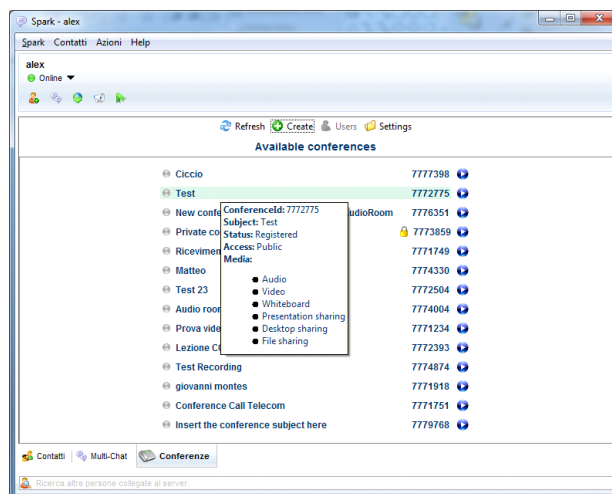 Spark - alex
Spark Contatti Azioni Help
alex
Online
Refresh Create Users Settings
Available conferences
Ciccio 7777398
Test 7772775
New confe udioRoom 7776351
Private co 7773859
Ricevimen 7771749
Matteo 7774330
Test 23 7772504
Audio roor 7774004
Prova vide 7771234
Lezione CC 7772393
Test Recording 7774874
giovanni montes 7771918
Conference Call Telecom 7771751
Insert the conference subject here 7779768
ConferenceId: 7772775
Subject: Test
Status: Registered
Access: Public
Media:
Audio
Video
Whiteboard
Presentation sharing
Desktop sharing
File sharing
Contatti Multi-Chat Conferenze
Ricerca altre persone collegate al server.